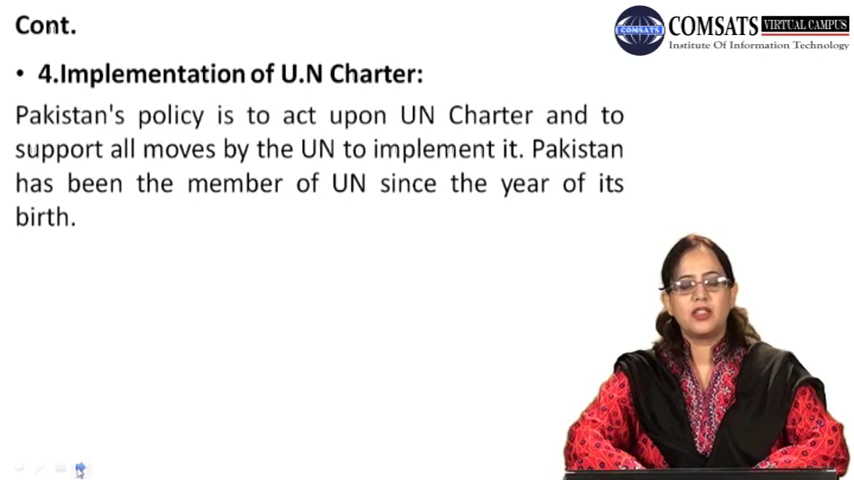 Cont.
COMSATS VIRTUAL CAMPUS
COMSATS
Institute Of Information Technology
• 4.Implementation of U.N Charter:
Pakistan's policy is to act upon UN Charter and to
support all moves by the UN to implement it. Pakistan
has been the member of UN since the year of its
birth.